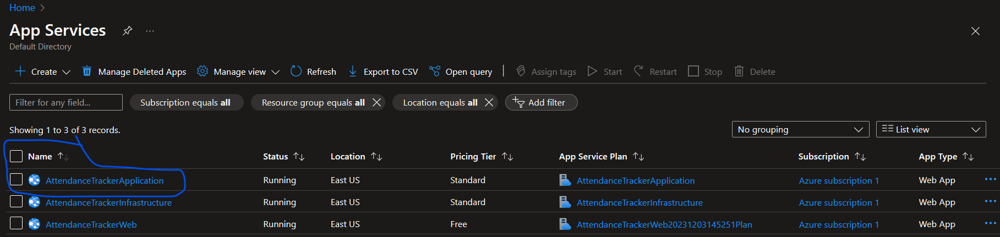 Home >
App Services ...
Default Directory
Create Manage Deleted Apps Manage view Refresh Export to CSV Open query | Assign tags Start Restart Stop Delete
Filter for any field... Subscription equals all Resource group equals all Location equals all Add filter
Showing 1 to 3 of 3 records. No grouping List view
Name Status Location Pricing Tier App Service Plan Subscription App Type
AttendanceTrackerApplication Running East US Standard AttendanceTrackerApplication Azure subscription 1 Web App ...
AttendanceTrackerInfrastructure Running East US Standard AttendanceTrackerInfrastructure Azure subscription 1 Web App ...
AttendanceTrackerWeb Running East US Free AttendanceTrackerWeb20231203145251Plan Azure subscription 1 Web App ...